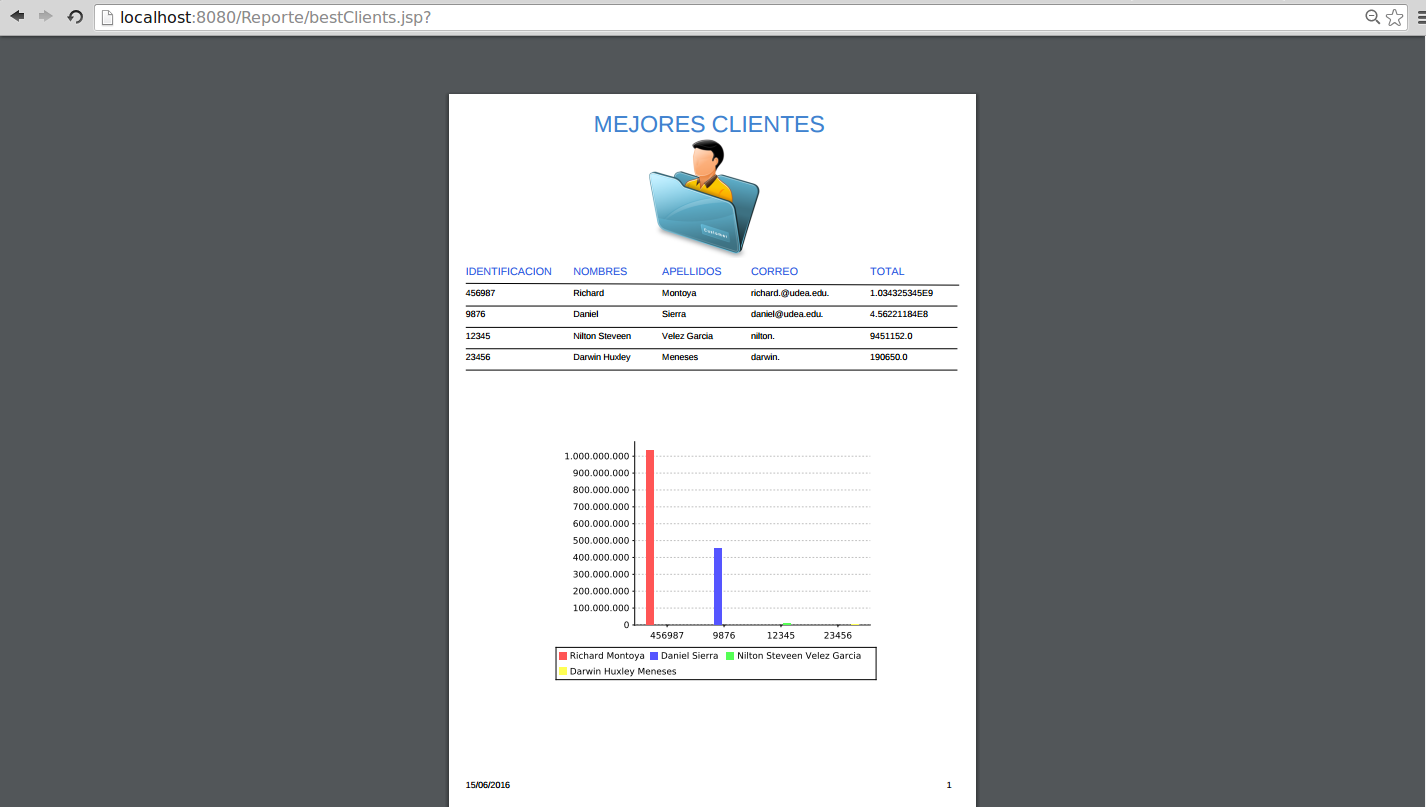 localhost:8080/Reporte/bestClients.jsp?
MEJORES CLIENTES
Customer
IDENTIFICACION NOMBRES APELLIDOS CORREO TOTAL
456987 Richard Montoya richard.@udea.edu. 1.034325345E9
9876 Daniel Sierra daniel@udea.edu. 4.56221184E8
12345 Nilton Steveen Velez Garcia nilton. 9451152.0
23456 Darwin Huxley Meneses darwin. 190650.0
1.000.000.000
900.000.000
800.000.000
700.000.000
600.000.000
500.000.000
400.000.000
300.000.000
200.000.000
100.000.000
0
456987 9876 12345 23456
Richard Montoya Daniel Sierra Nilton Steveen Velez Garcia
Darwin Huxley Meneses
15/06/2016 1